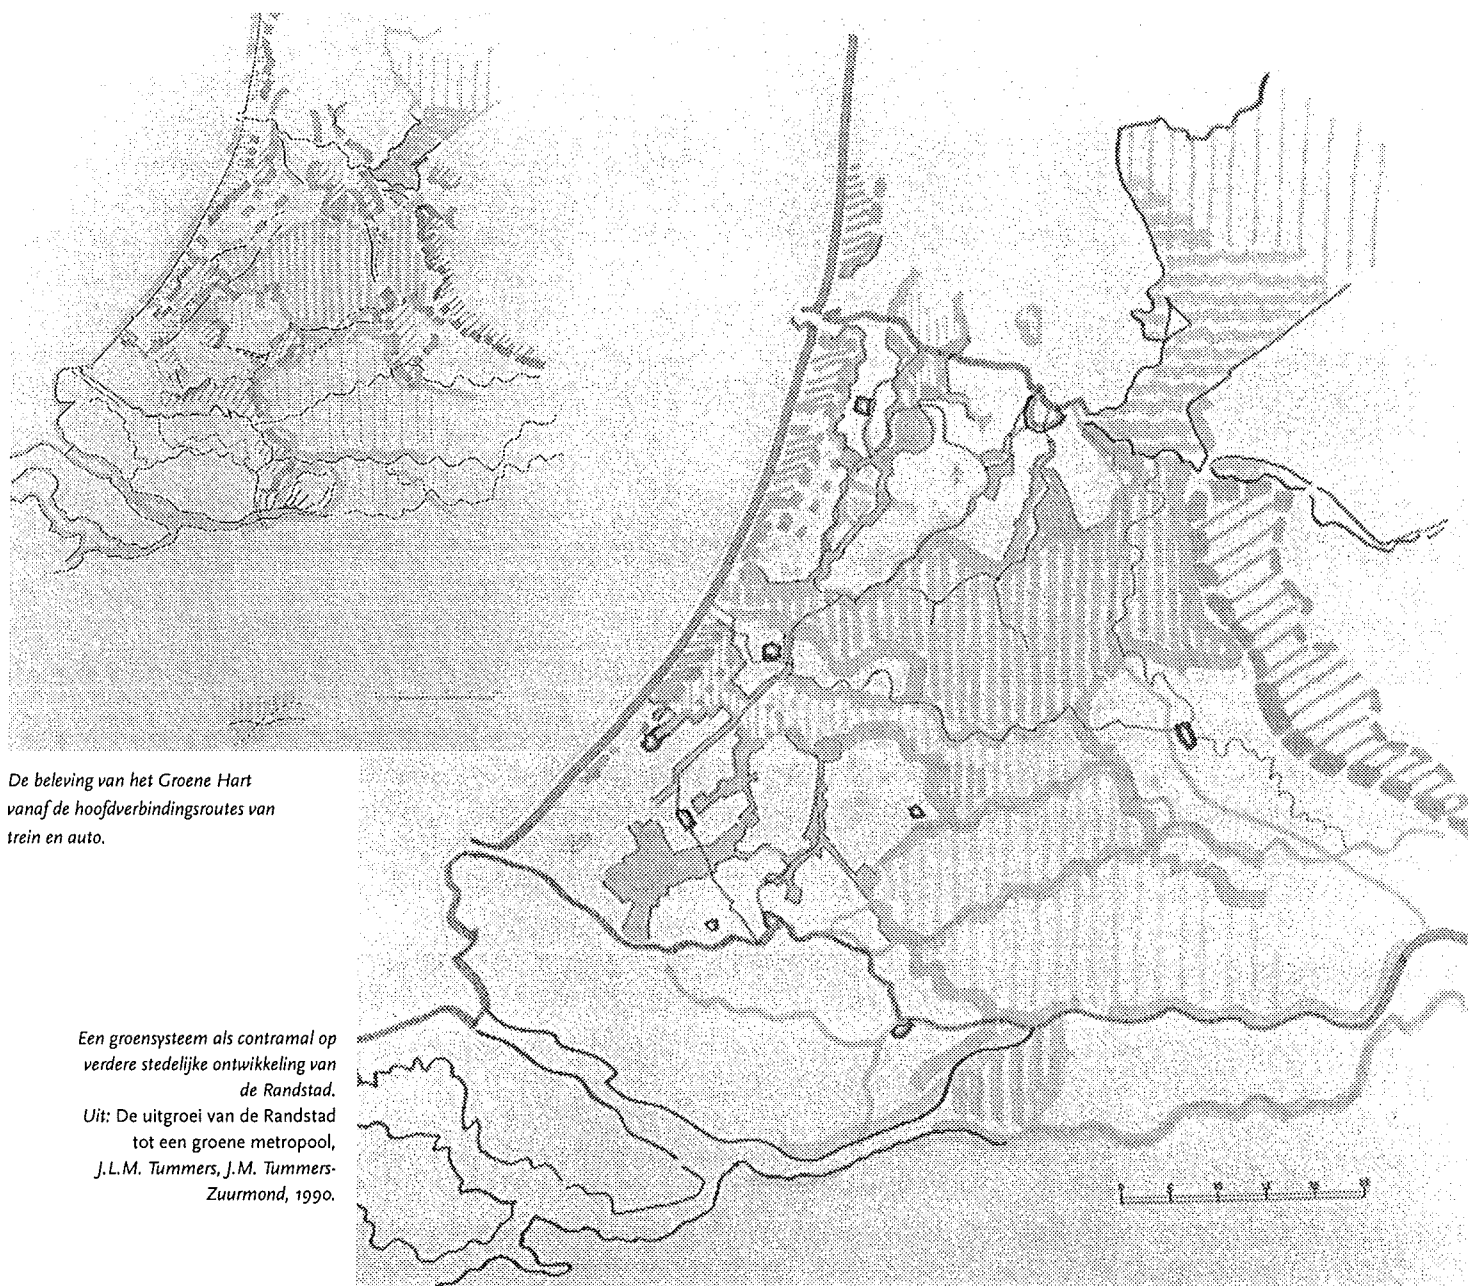 De beleving van het Groene Hart
vanaf de hoofdverbindingsroutes van
trein en auto.
Een groensysteem als contramal op
verdere stedelijke ontwikkeling van
de Randstad.
Uit: De uitgroei van de Randstad
tot een groene metropool,
J.L.M. Tummers, J.M. Tummers-
Zuurmond, 1990.